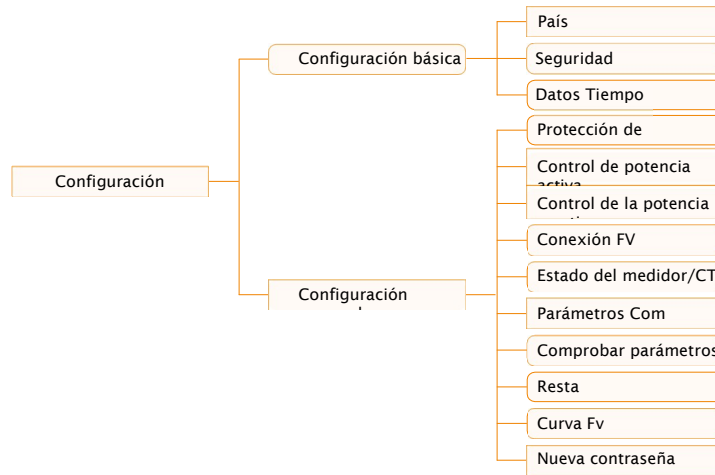 País
Configuración básica
Seguridad
Datos Tiempo
Protección de
Control de potencia
activa
Configuración
Control de la potencia
Conexión FV
Estado del medidor/CT
Configuración
Parámetros Com
Comprobar parámetros
Resta
Curva Fv
Nueva contraseña